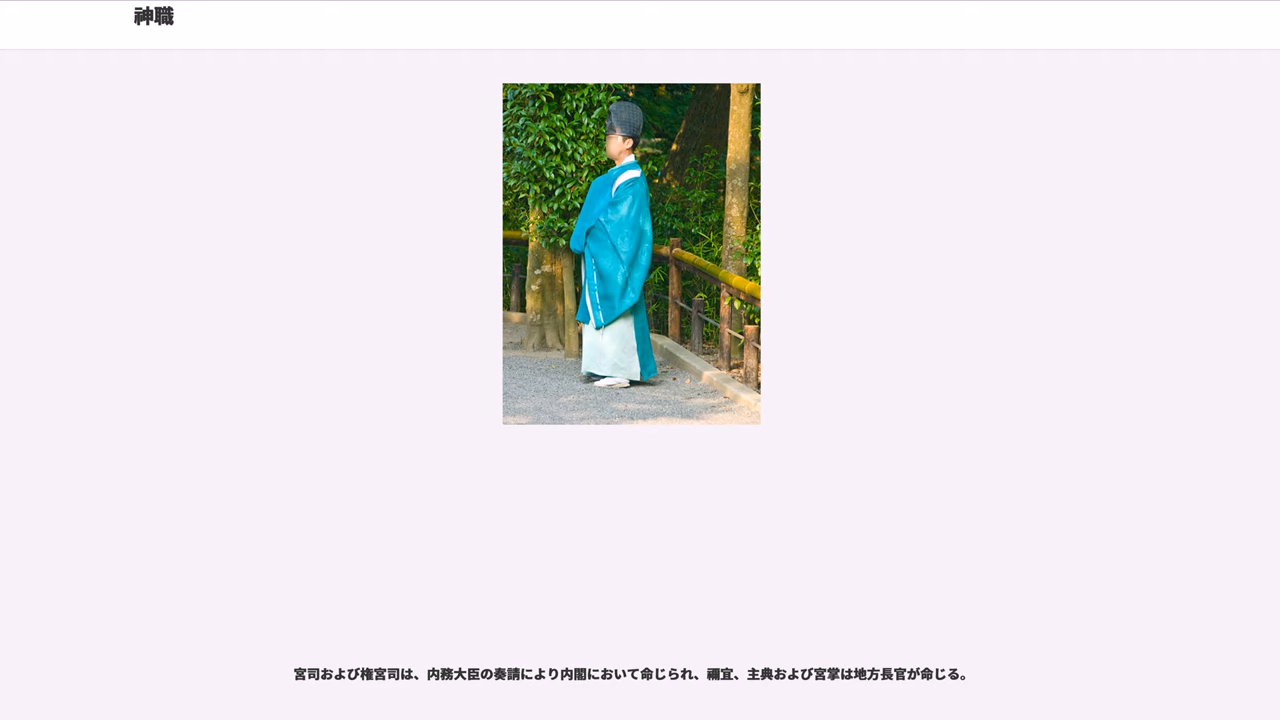 神職
宮司および権宮司は、内務大臣の奏請により内閣において命じられ、禰宜、主典および宮掌は地方長官が命じる。